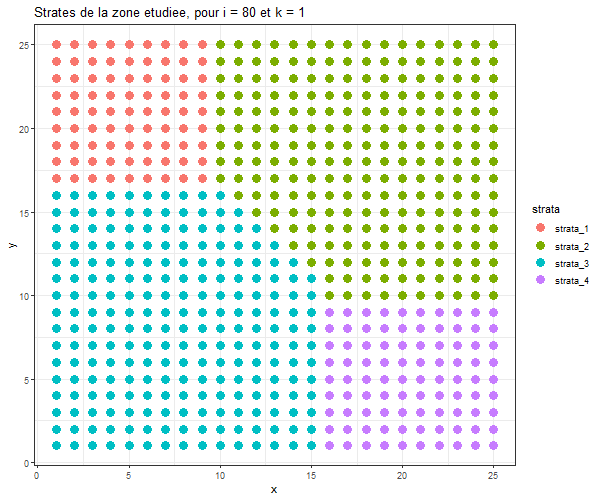 Strates de la zone etudiee, pour i = 80 et k = 1
25
20
15
10
5
0
y
0 5 10 15 20 25
x
strata
strata_1
strata_2
strata_3
strata_4